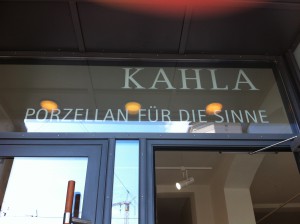 KAHLA
PORZELLAN FÜR DIE SINNE